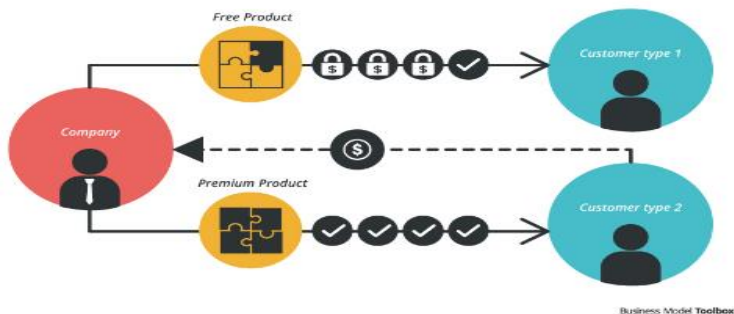 Free Product
Customer type 1
$
$
$
Company
$
Premium Product
Customer type 2
Business Model Toolbox